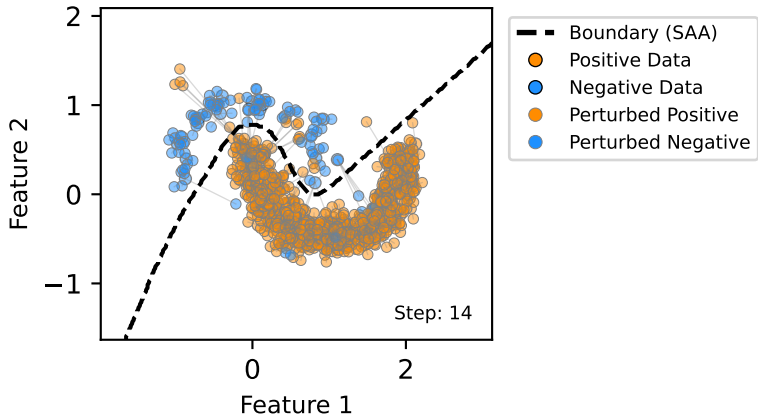 2
1
0
−1
Feature 2
0
2
Feature 1
Step: 14
Boundary (SAA)
Positive Data
Negative Data
Perturbed Positive
Perturbed Negative